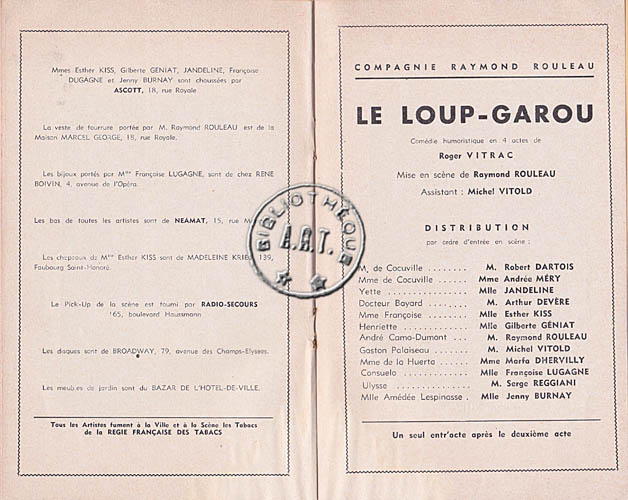 Mmes Esther KISS, Gilberte GENIAT, JANDELINE, Françoise
DUGAGNE et Jenny BURNAY sont chaussées par
ASCOTT, 18, rue Royale
La veste de fourrure portée par M. Raymond ROULEAU est de la
Maison MARCEL GEORGE, 18, rue Royale.
Les bijoux portés par Mme Françoise LUGAGNE, sont de chez RENE
BOIVIN, 4, avenue de l'Opéra.
Les bas de toutes les artistes sont de NEAMAT, 15, rue
Les chapeaux de Mme Esther KISS sont de MADELEINE 139,
Faubourg Saint-Honoré.
Le Pick-Up de la scène est fourni par RADIO-SECOURS
165, boulevard Haussmann
Les disques sont de BROADWAY, 79, avenue des Champs-Elysées.
Les meubles de jardin sont du BAZAR DE L'HOTEL-DE-VILLE.
Tous les Artistes fument à la Ville et à la Scène les Tabacs
de la REGIE FRANÇAISE DES TABACS
BIBLIOTHÈQUE
A.R.T.
COMPAGNIE RAYMOND ROULEAU
LE LOUP-GAROU
Comédie humoristique en 4 actes de
Roger VITRAC
Mise en scène de Raymond ROULEAU
Assistant : Michel VITOLD
DISTRIBUTION
par ordre d'entrée en scène :
M. de Cocuville ........ M. Robert DARTOIS
Mme de Cocuville ....... Mme Andrée MÉRY
Yette ................ Mlle JANDELINE
Docteur Bayard ......... M. Arthur DEVÈRE
Mme Françoise ......... Mlle Esther KISS
Henriette ............. Mlle Gilberte GÉNIAT
André Camo-Dumont ... M. Raymond ROULEAU
Gaston Palaiseau ....... M. Michel VITOLD
Mme de la Huerta ...... Mme Marfa DHERVILLY
Consuelo .............. Mlle Françoise LUGAGNE
Ulysse ................ M. Serge REGGIANI
Mlle Amédée Lespinasse . Mlle Jenny BURNAY
Un seul entr'acte après le deuxième acte